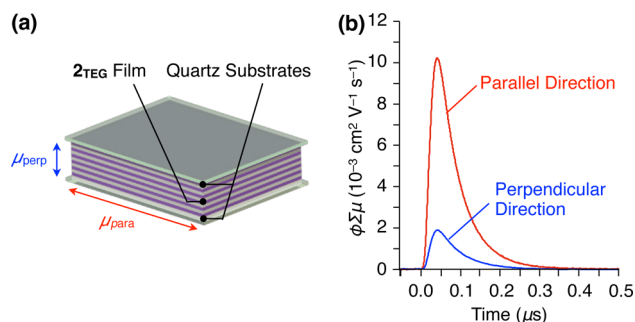 (a)
2TEG Film
Quartz Substrates
μperp
μpara
(b)
ϕΣμ (10⁻³ cm² V⁻¹ s⁻¹)
12
10
8
6
4
2
0
Parallel Direction
Perpendicular
Direction
0.0
0.1
0.2
0.3
0.4
0.5
Time (μs)